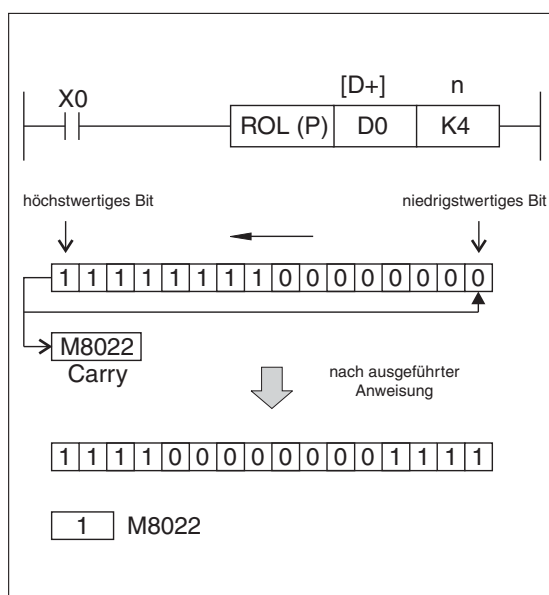 [D+] n
X0
ROL (P) D0 K4
höchstwertiges Bit niedrigstwertiges Bit
1 1 1 1 1 1 1 1 0 0 0 0 0 0 0 0
M8022
Carry
nach ausgeführter
Anweisung
1 1 1 1 0 0 0 0 0 0 0 0 1 1 1 1
1 M8022